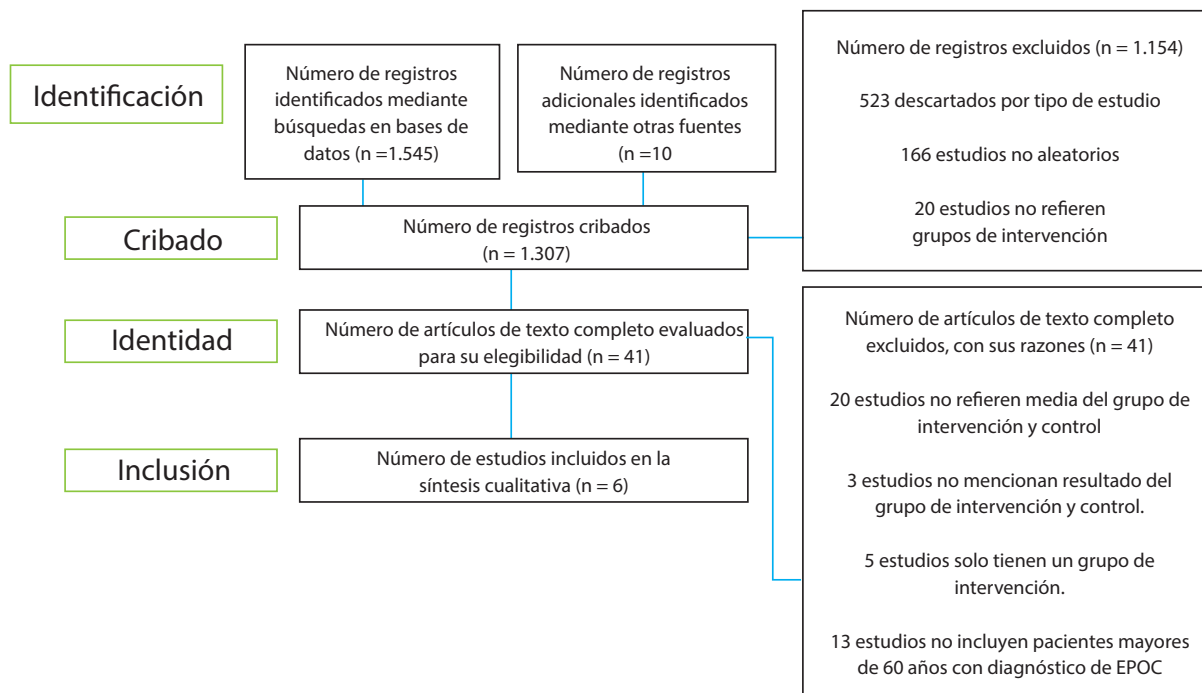 Identificación
Número de registros
identificados mediante
búsquedas en bases de
datos (n =1.545)
Número de registros
adicionales identificados
mediante otras fuentes
(n =10
Número de registros excluidos (n = 1.154)
523 descartados por tipo de estudio
166 estudios no aleatorios
20 estudios no refieren
grupos de intervención
Cribado
Número de registros cribados
(n = 1.307)
Identidad
Número de artículos de texto completo evaluados
para su elegibilidad (n = 41)
Número de artículos de texto completo
excluidos, con sus razones (n = 41)
20 estudios no refieren media del grupo de
intervención y control
3 estudios no mencionan resultado del
grupo de intervención y control.
5 estudios solo tienen un grupo de
intervención.
13 estudios no incluyen pacientes mayores
de 60 años con diagnóstico de EPOC
Inclusión
Número de estudios incluidos en la
síntesis cualitativa (n = 6)